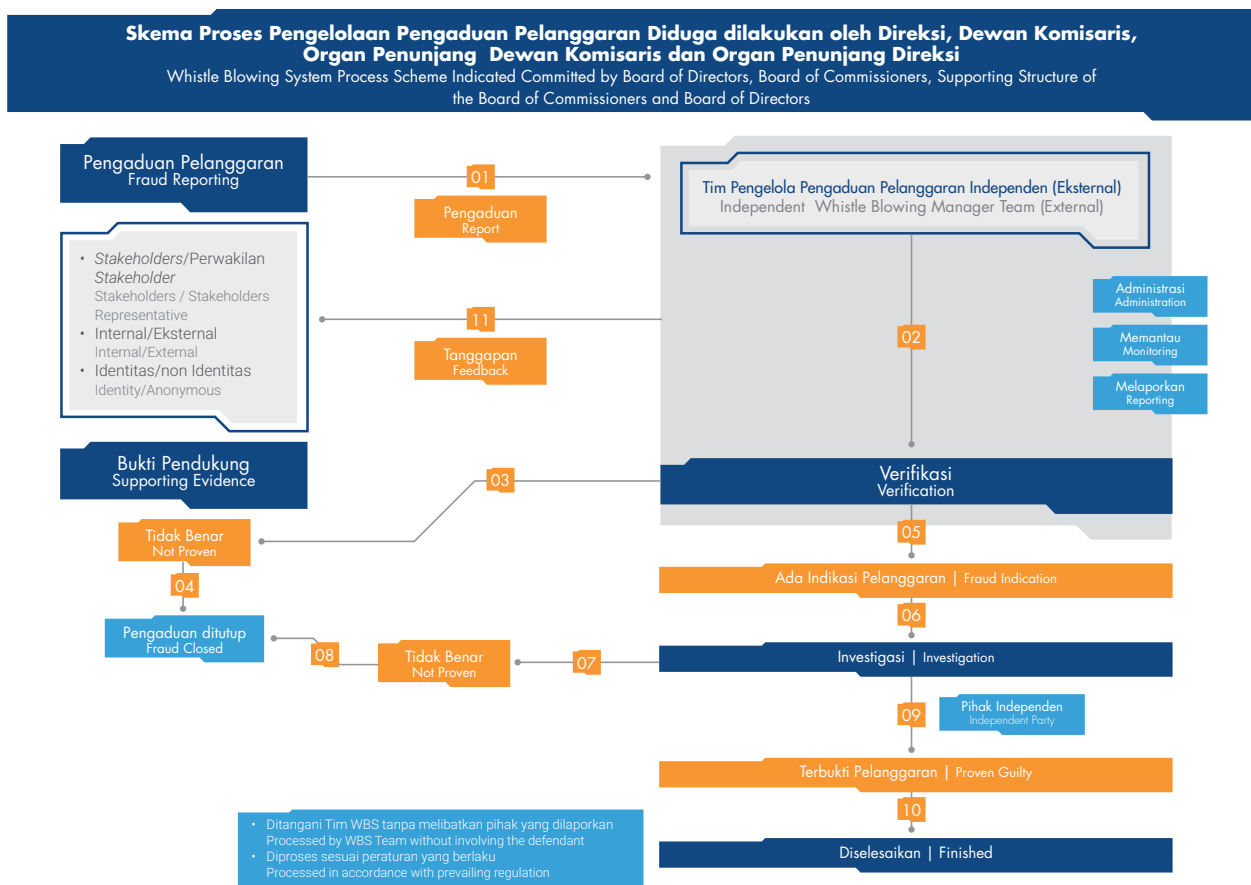 Skema Proses Pengelolaan Pengaduan Pelanggaran Diduga dilakukan oleh Direksi, Dewan Komisaris,
Organ Penunjang Dewan Komisaris dan Organ Penunjang Direksi
Whistle Blowing System Process Scheme Indicated Committed by Board of Directors, Board of Commissioners, Supporting Structure of
the Board of Commissioners and Board of Directors
Pengaduan Pelanggaran
Fraud Reporting
01
Pengaduan
Report
Tim Pengelola Pengaduan Pelanggaran Independen (Eksternal)
Independent Whistle Blowing Manager Team (External)
• Stakeholders/Perwakilan
Stakeholder
Stakeholders / Stakeholders
Representative
• Internal/Eksternal
Internal/External
• Identitas/non Identitas
Identity/Anonymous
11
Tanggapan
Feedback
02
Administrasi
Administration
Memantau
Monitoring
Melaporkan
Reporting
Bukti Pendukung
Supporting Evidence
03
Verifikasi
Verification
Tidak Benar
Not Proven
05
04
Ada Indikasi Pelanggaran | Fraud Indication
06
Pengaduan ditutup
Fraud Closed
08
Tidak Benar
Not Proven
07
Investigasi | Investigation
09
Pihak Independen
Independent Party
Terbukti Pelanggaran | Proven Guilty
10
• Ditangani Tim WBS tanpa melibatkan pihak yang dilaporkan
Processed by WBS Team without involving the defendant
• Diproses sesuai peraturan yang berlaku
Processed in accordance with prevailing regulation
Diselesaikan | Finished